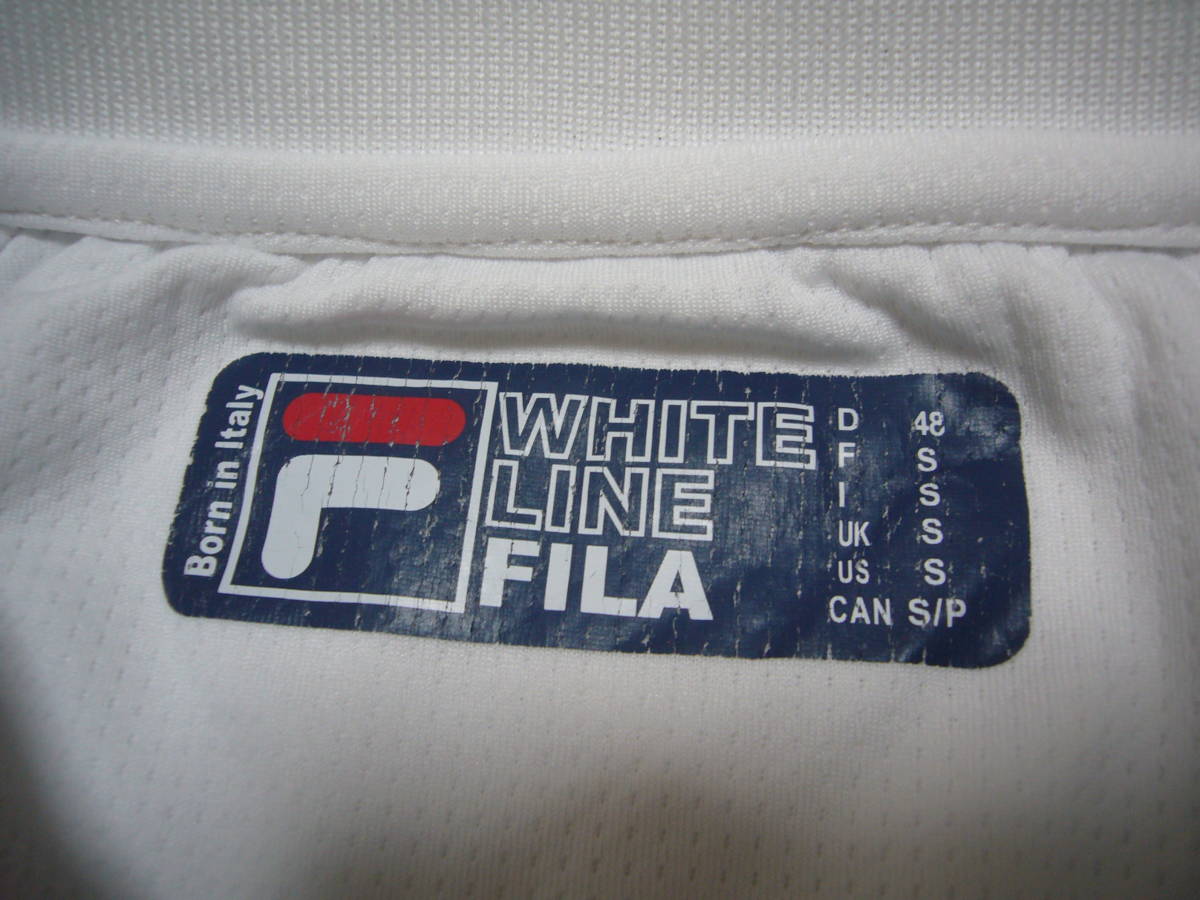 Born in Italy
WHITE
LINE
FILA
D 48
F S
I S
UK S
US S
CAN S/P